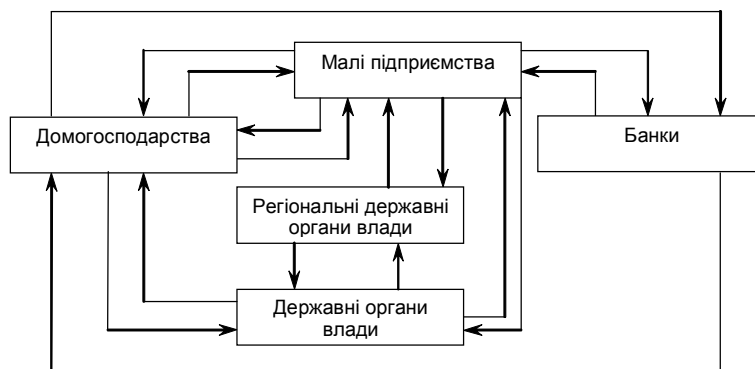 Малі підприємства
Домогосподарства
Банки
Регіональні державні
органи влади
Державні органи
влади